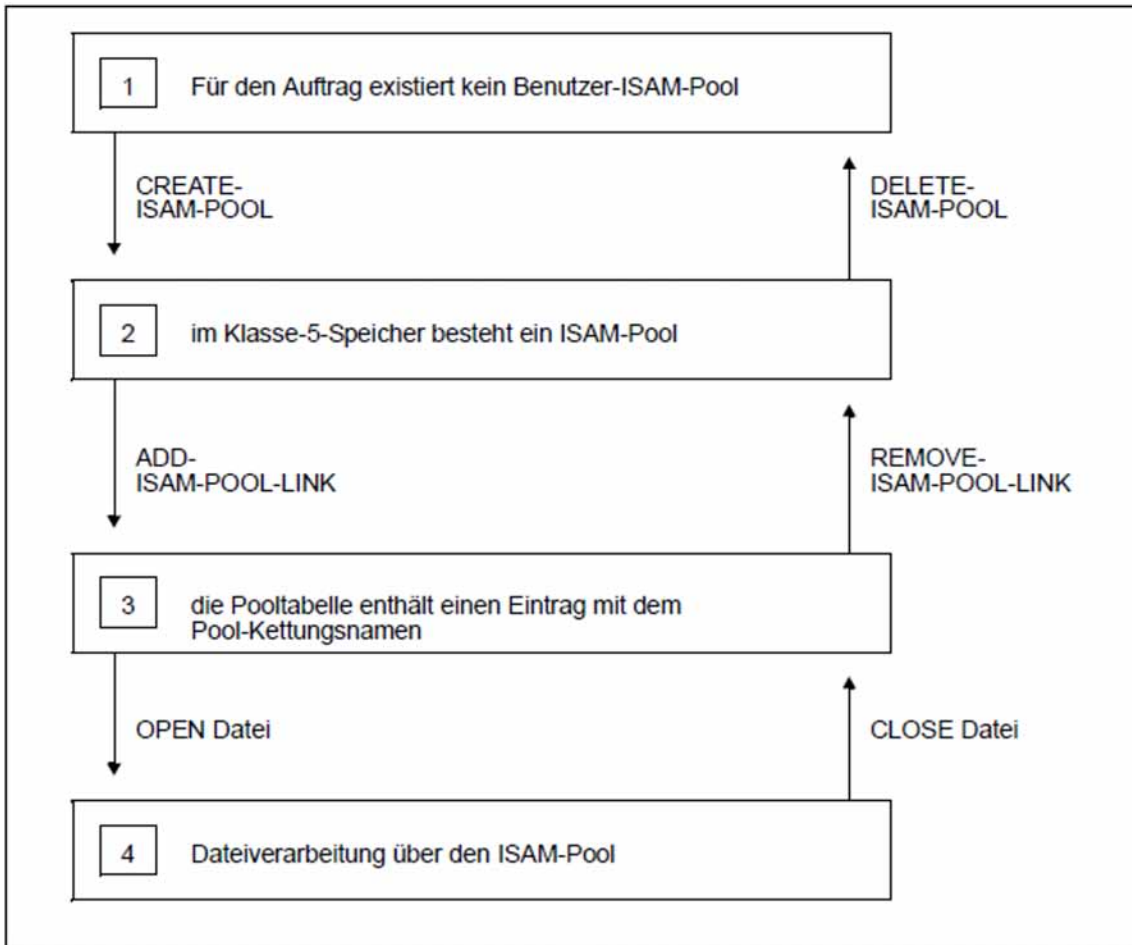 1
Für den Auftrag existiert kein Benutzer-ISAM-Pool
CREATE-
ISAM-POOL
DELETE-
ISAM-POOL
2
im Klasse-5-Speicher besteht ein ISAM-Pool
ADD-
ISAM-POOL-LINK
REMOVE-
ISAM-POOL-LINK
3
die Pooltabelle enthält einen Eintrag mit dem
Pool-Kettungsnamen
OPEN Datei
CLOSE Datei
4
Dateiverarbeitung über den ISAM-Pool